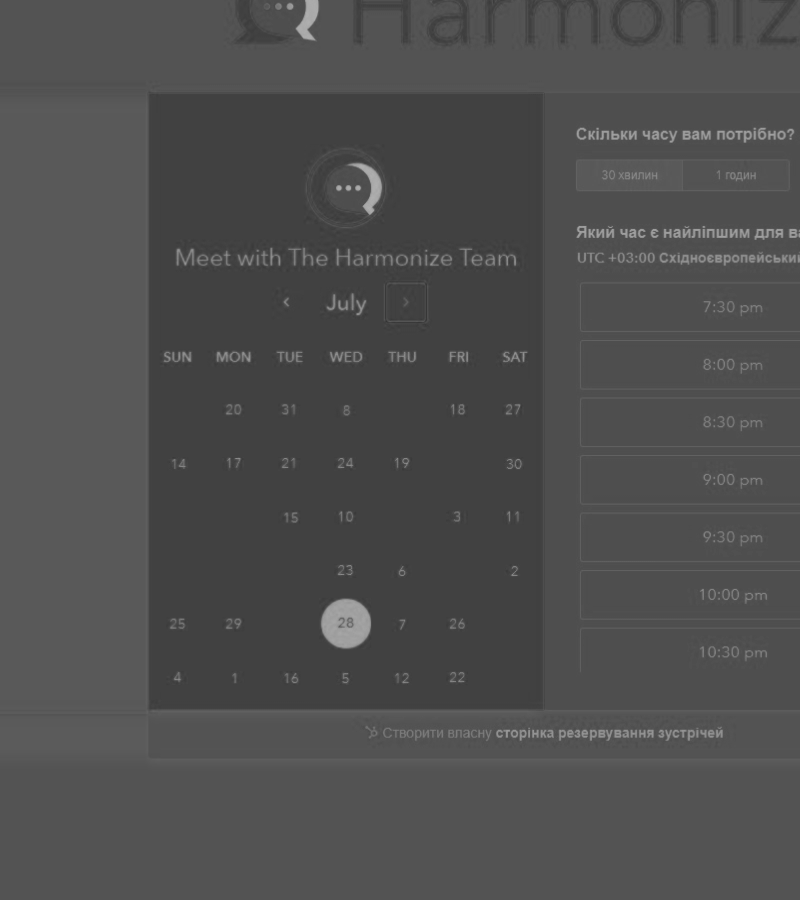 Harmoniz
Meet with The Harmonize Team
July
SUN MON TUE WED THU FRI SAT
20 31 8 18 27
14 17 21 24 19 30
15 10 3 11
23 6 2
25 29 28 7 26
4 1 16 5 12 22
Скільки часу вам потрібно?
30 хвилин 1 годин
Який час є найліпшим для ва
UTC +03:00 Східноєвропейськи
7:30 pm
8:00 pm
8:30 pm
9:00 pm
9:30 pm
10:00 pm
10:30 pm
Створити власну сторінка резервування зустрічей